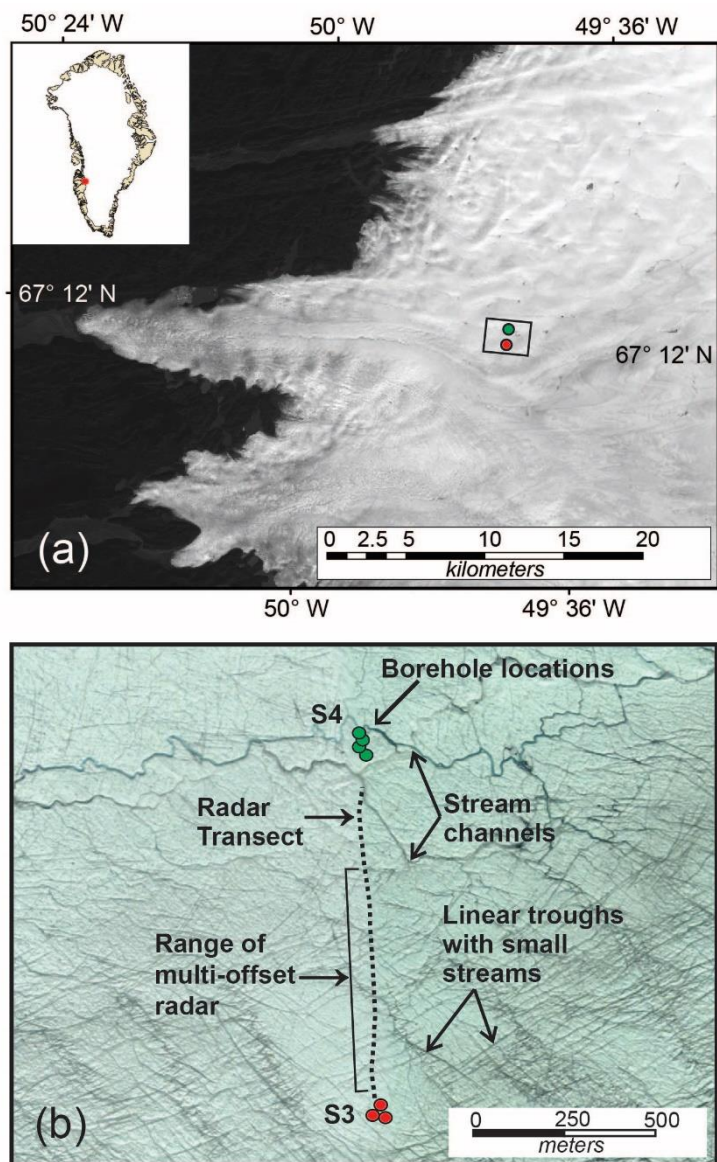 50° 24' W
50° W
49° 36' W
67° 12' N
67° 12' N
(a)
0 2.5 5 10 15 20
kilometers
50° W
49° 36' W
Borehole locations
S4
Radar
Transect
Stream
channels
Range of
multi-offset
radar
Linear troughs
with small
streams
S3
(b)
0 250 500
meters